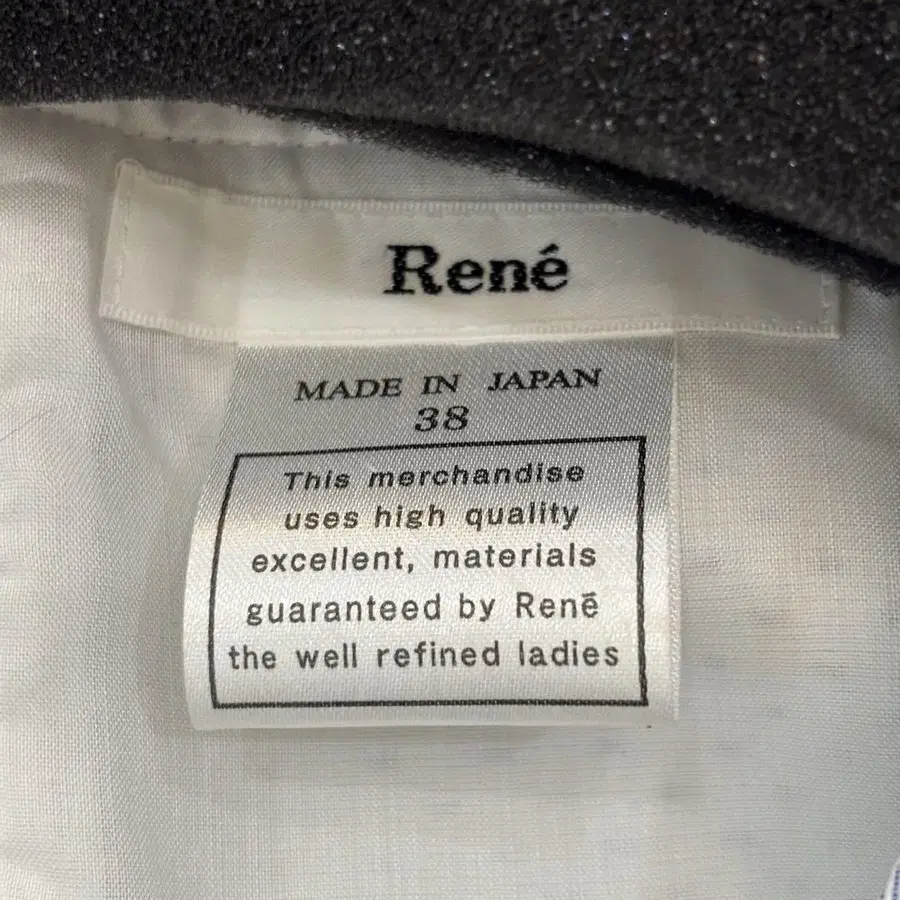 René
MADE IN JAPAN
38
This merchandise
uses high quality
excellent, materials
guaranteed by Renē
the well refined ladies